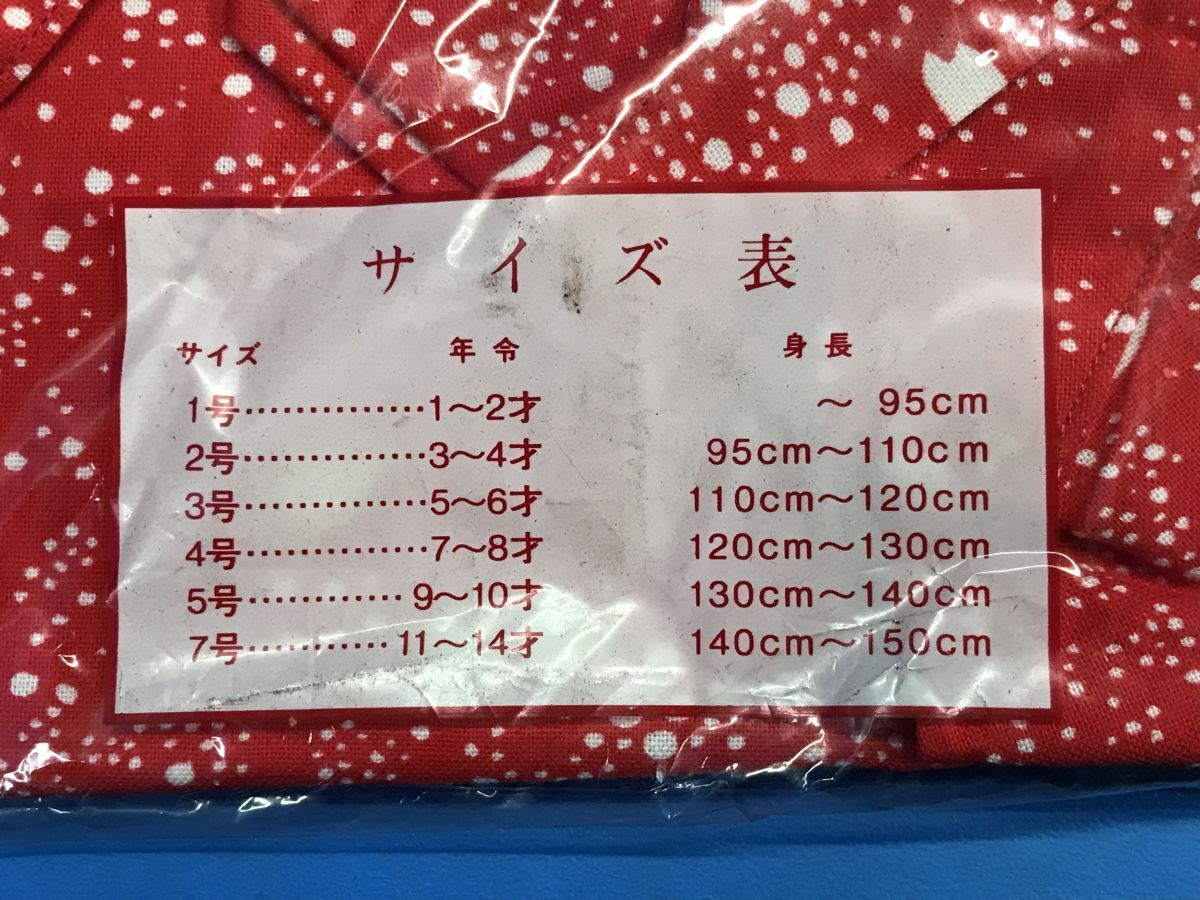 サイズ表
サイズ 年令 身長
1号……………1〜2才 〜 95cm
2号……………3〜4才 95cm〜110cm
3号……………5〜6才 110cm〜120cm
4号……………7〜8才 120cm〜130cm
5号…………9〜10才 130cm〜140cm
7号…………11〜14才 140cm〜150cm